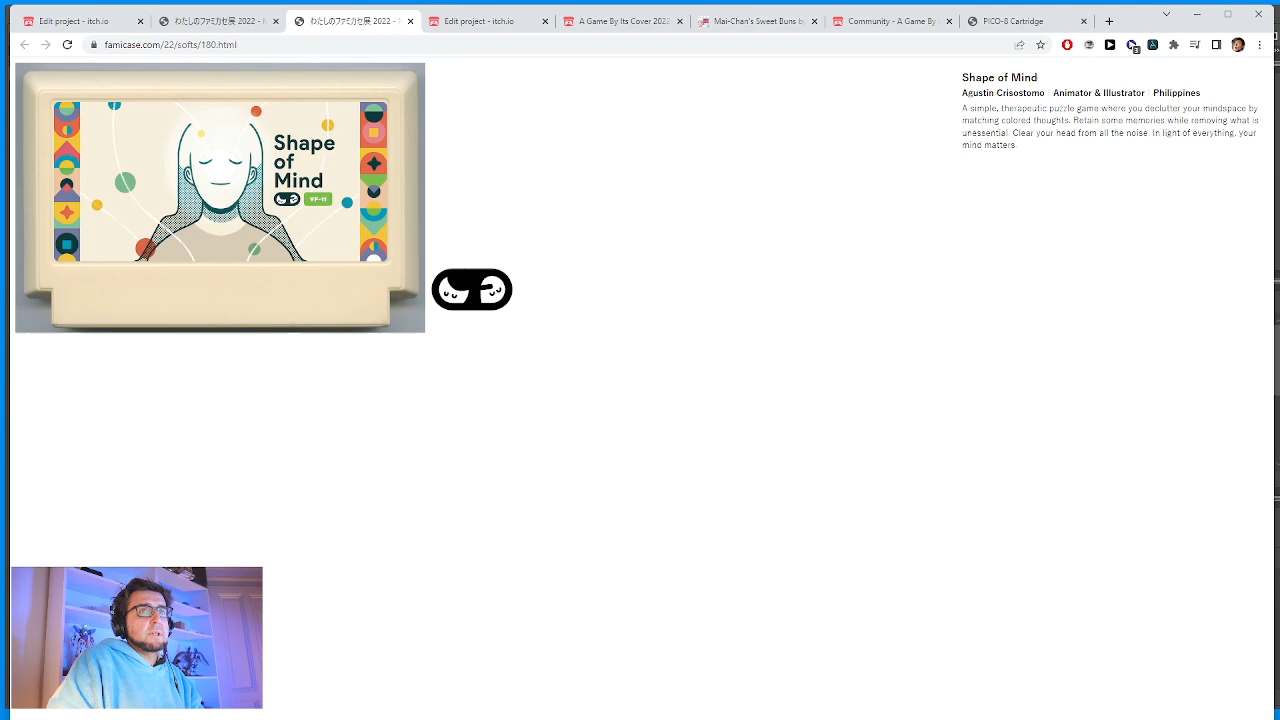 Edit project - itch.io
わたしのファミカセ展 2022 - 
わたしのファミカセ展 2022 - 
Edit project - itch.io
A Game By Its Cover 2022
Mai-Chan's Sweet Buns by
Community - A Game By
PICO-8 Cartridge
famicase.com/22/softs/180.html
Shape
of
Mind
VF-11
Shape of Mind
Agustin Crisostomo | Animator & Illustrator | Philippines
A simple, therapeutic puzzle game where you declutter your mindspace by
matching colored thoughts. Retain some memories while removing what is
unessential. Clear your head from all the noise. In light of everything, your
mind matters.